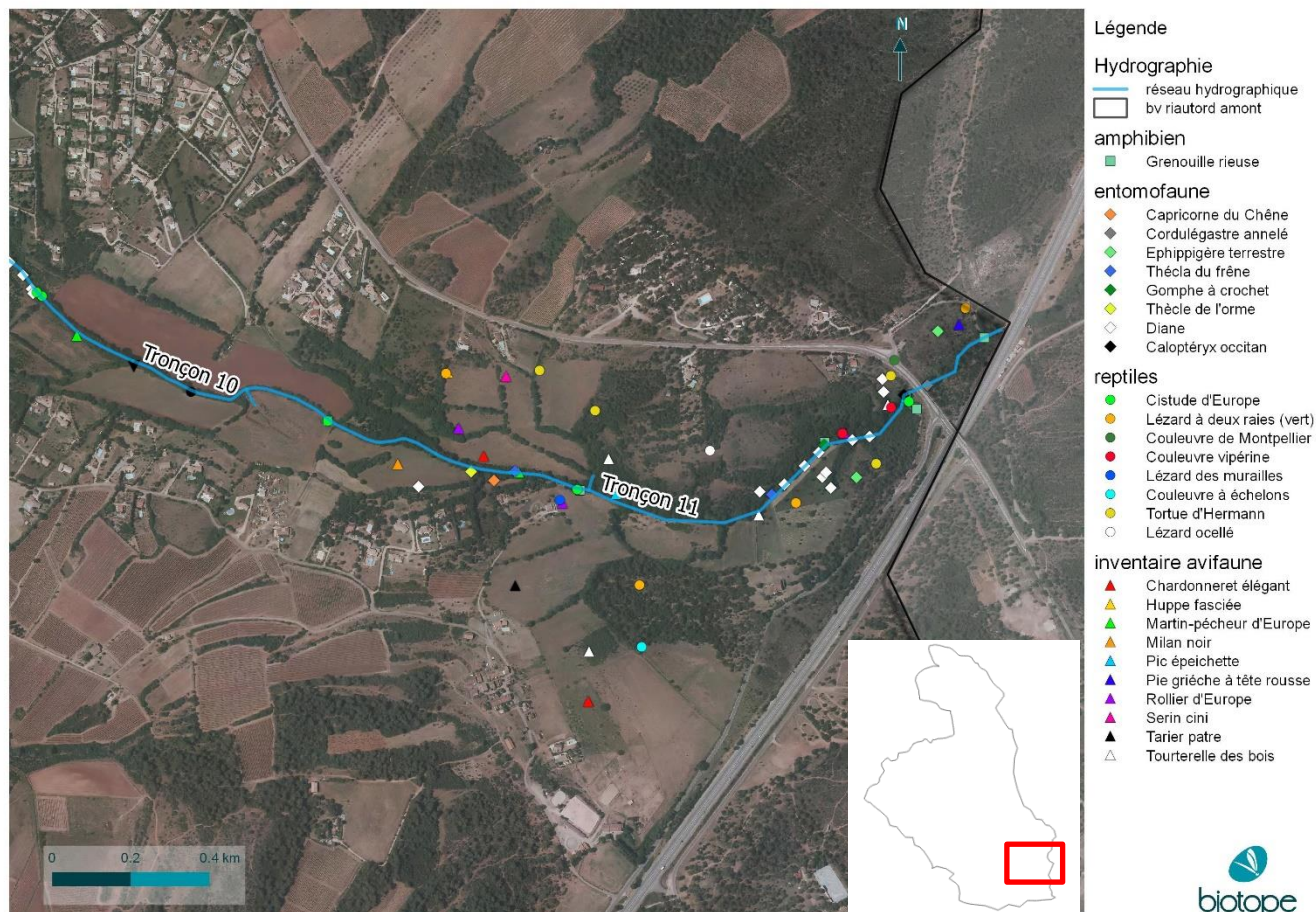 N
Tronçon 10
Tronçon 11
0 0.2 0.4 km
Légende
Hydrographie
réseau hydrographique
bv riautord amont
amphibien
Grenouille rieuse
entomofaune
Capricorne du Chêne
Cordulégastre annelé
Ephippigère terrestre
Thécla du frêne
Gomphe à crochet
Thècle de l'orme
Diane
Caloptéryx occitan
reptiles
Cistude d'Europe
Lézard à deux raies (vert)
Couleuvre de Montpellier
Couleuvre vipérine
Lézard des murailles
Couleuvre à échelons
Tortue d'Hermann
Lézard ocellé
inventaire avifaune
Chardonneret élégant
Huppe fasciée
Martin-pécheur d'Europe
Milan noir
Pic épeichette
Pie griéche à tête rousse
Rollier d'Europe
Serin cini
Tarier patre
Tourterelle des bois
biotope